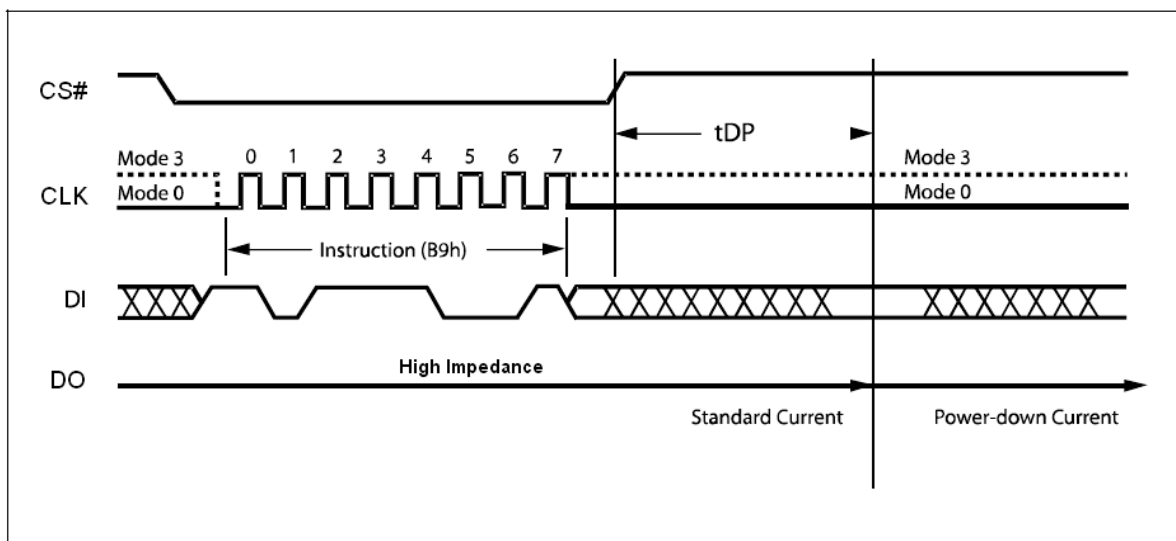 CS#
tDP
Mode 3
0 1 2 3 4 5 6 7
Mode 3
CLK
Mode 0
Mode 0
Instruction (B9h)
DI
High Impedance
DO
Standard Current
Power-down Current